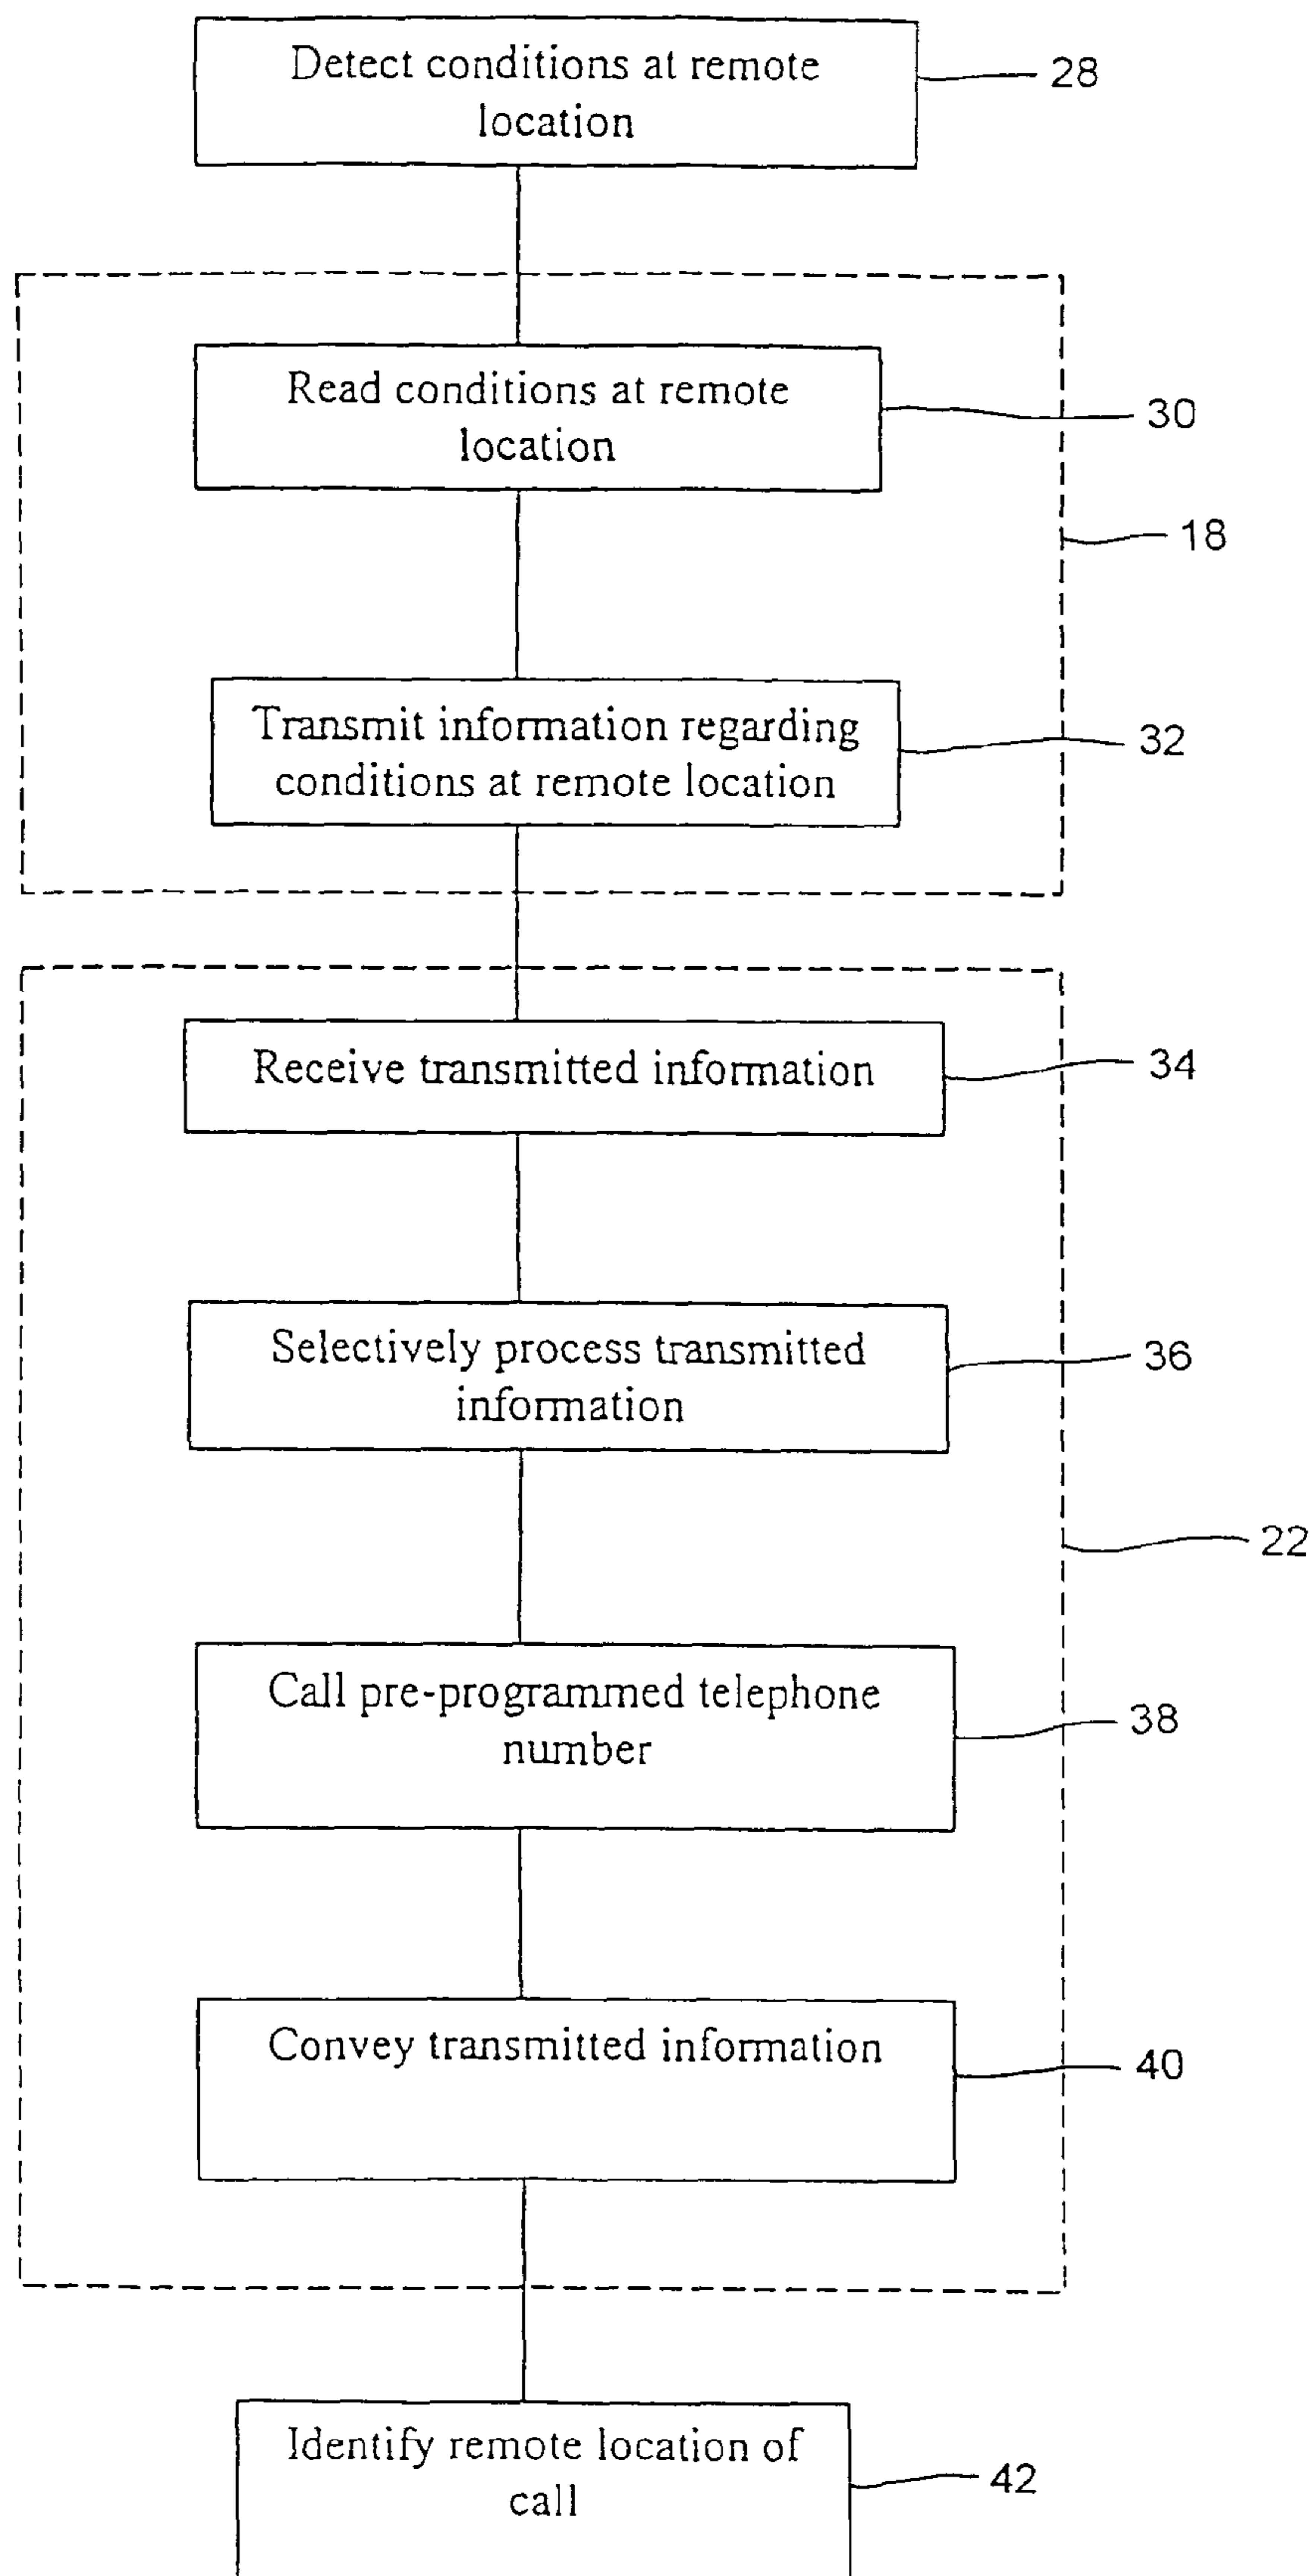 Detect conditions at remote
location
28
Read conditions at remote
location
30
18
Transmit information regarding
conditions at remote location
32
Receive transmitted information
34
Selectively process transmitted
information
36
22
Call pre-programmed telephone
number
38
Convey transmitted information
40
Identify remote location of
call
42